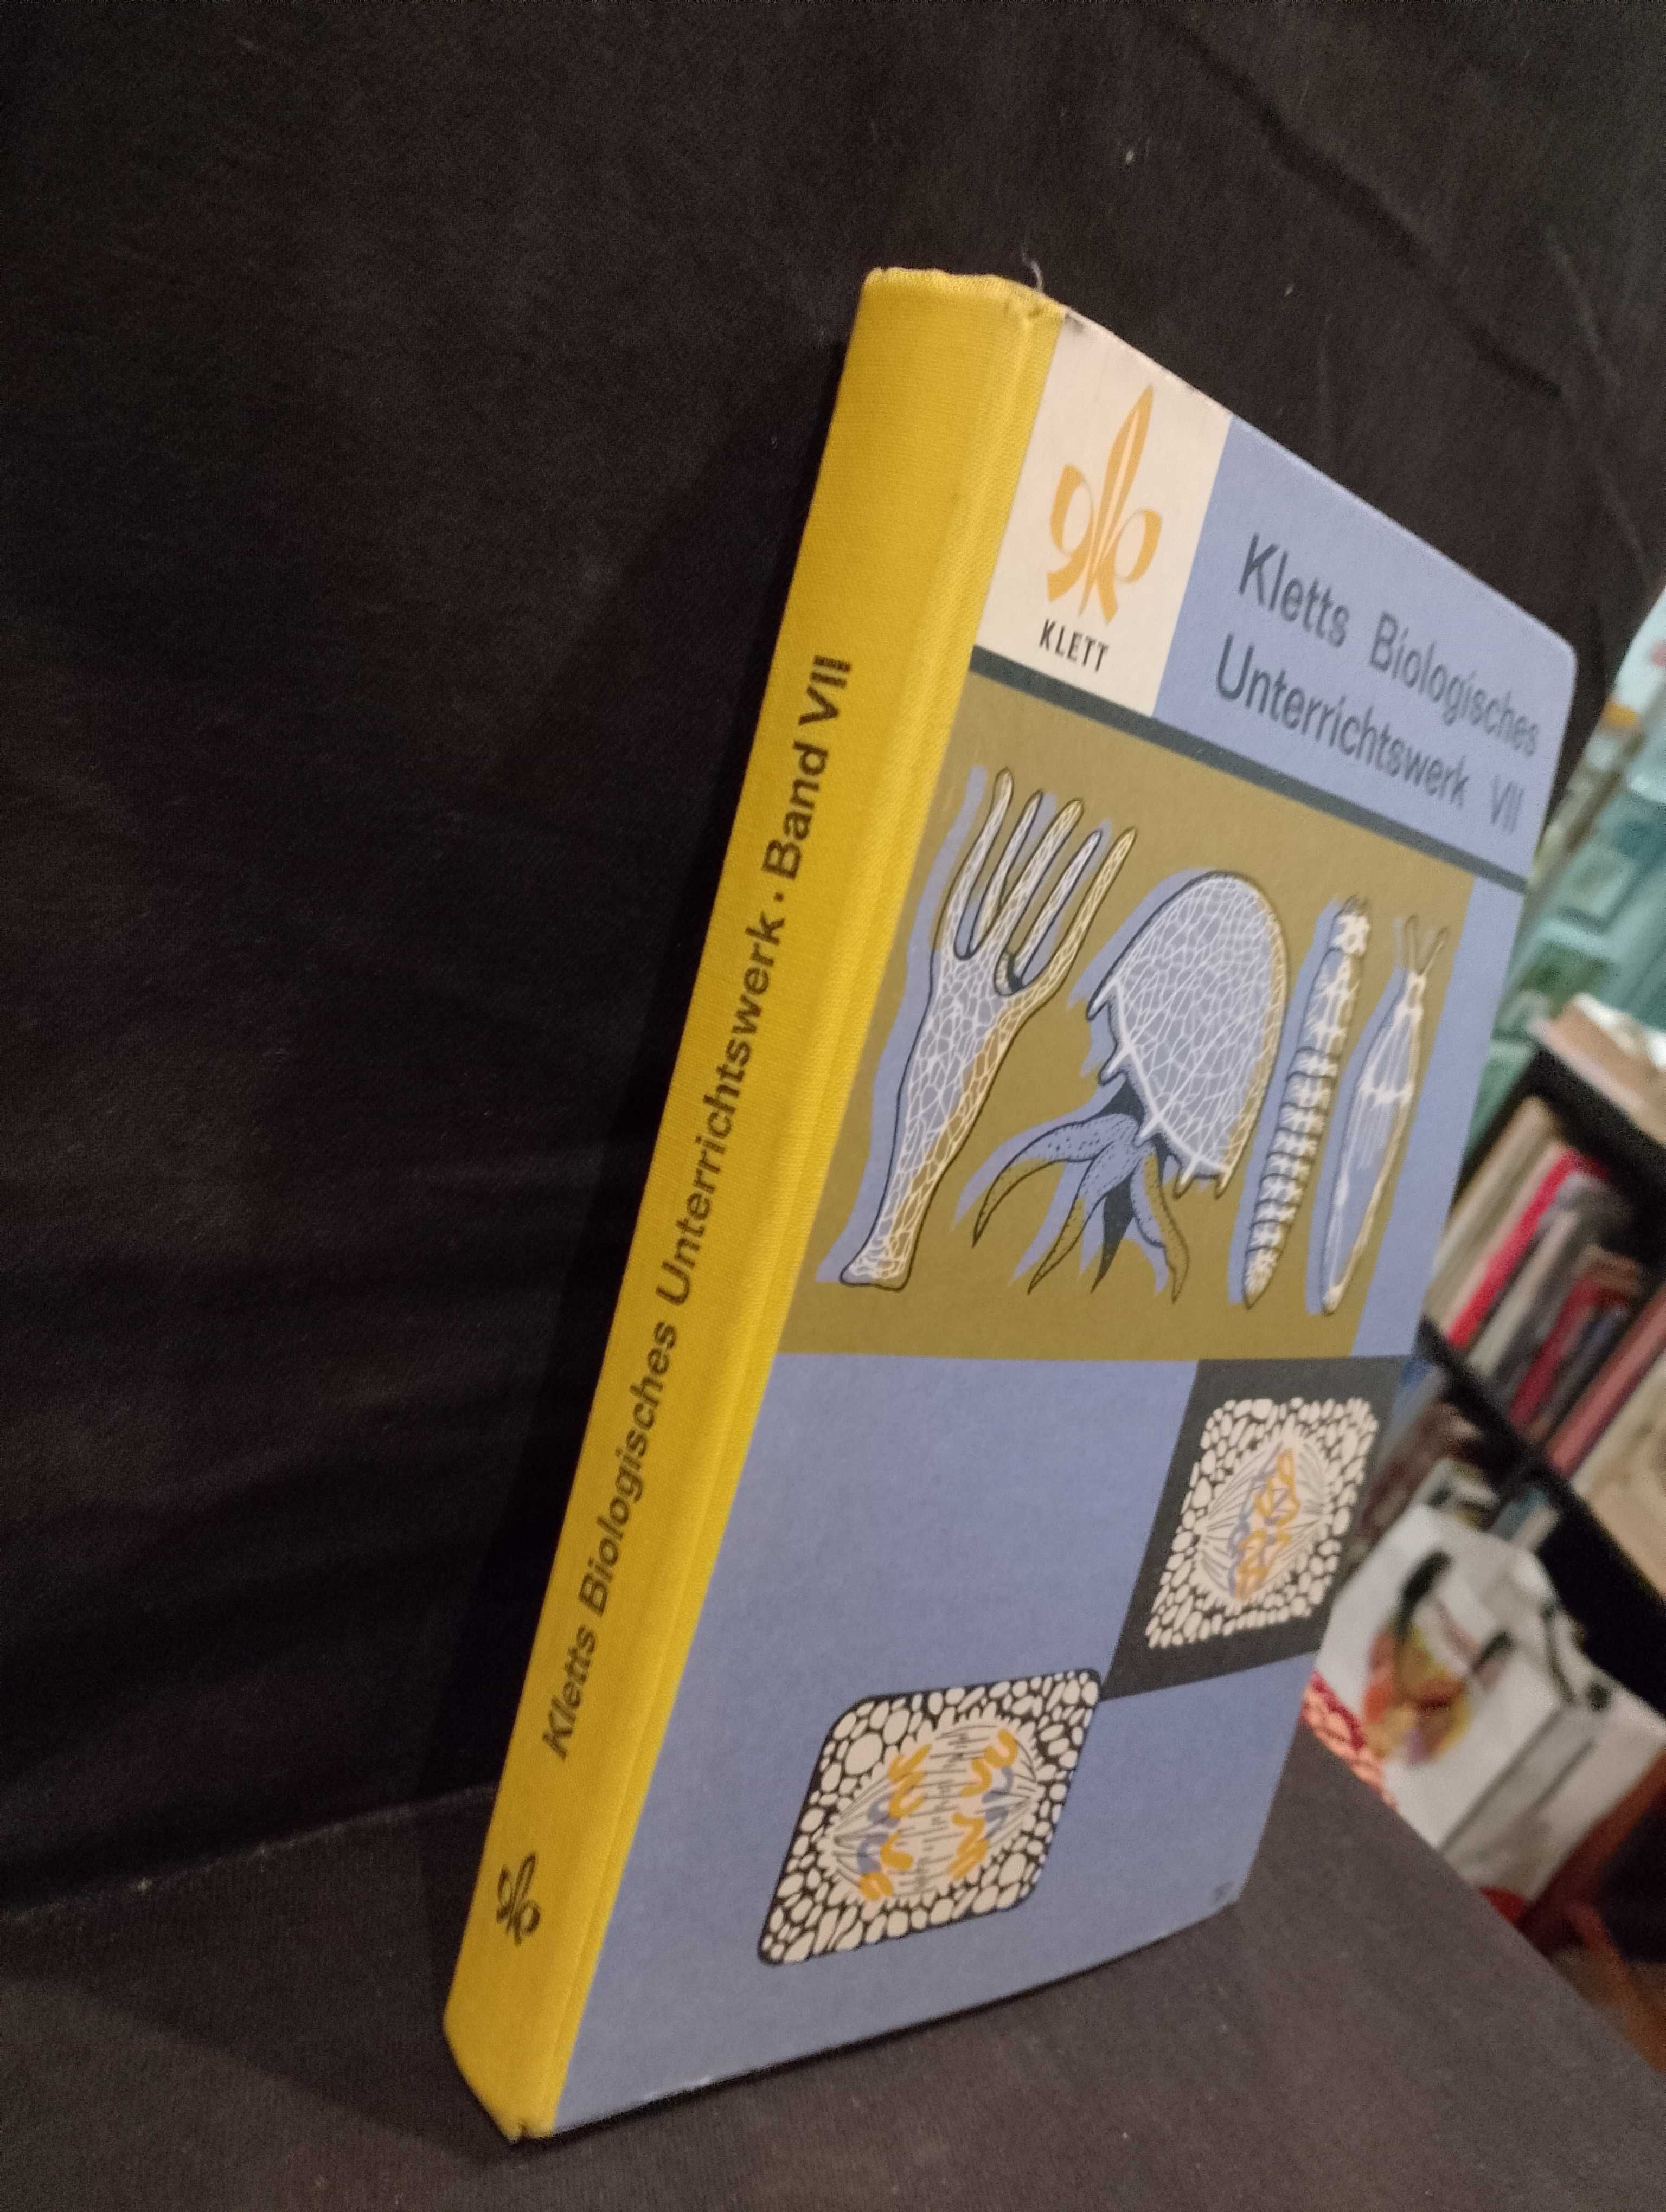 KLETT
Kletts Biologisches
Unterrichtswerk VII
Kletts Biologisches Unterrichtswerk · Band VII